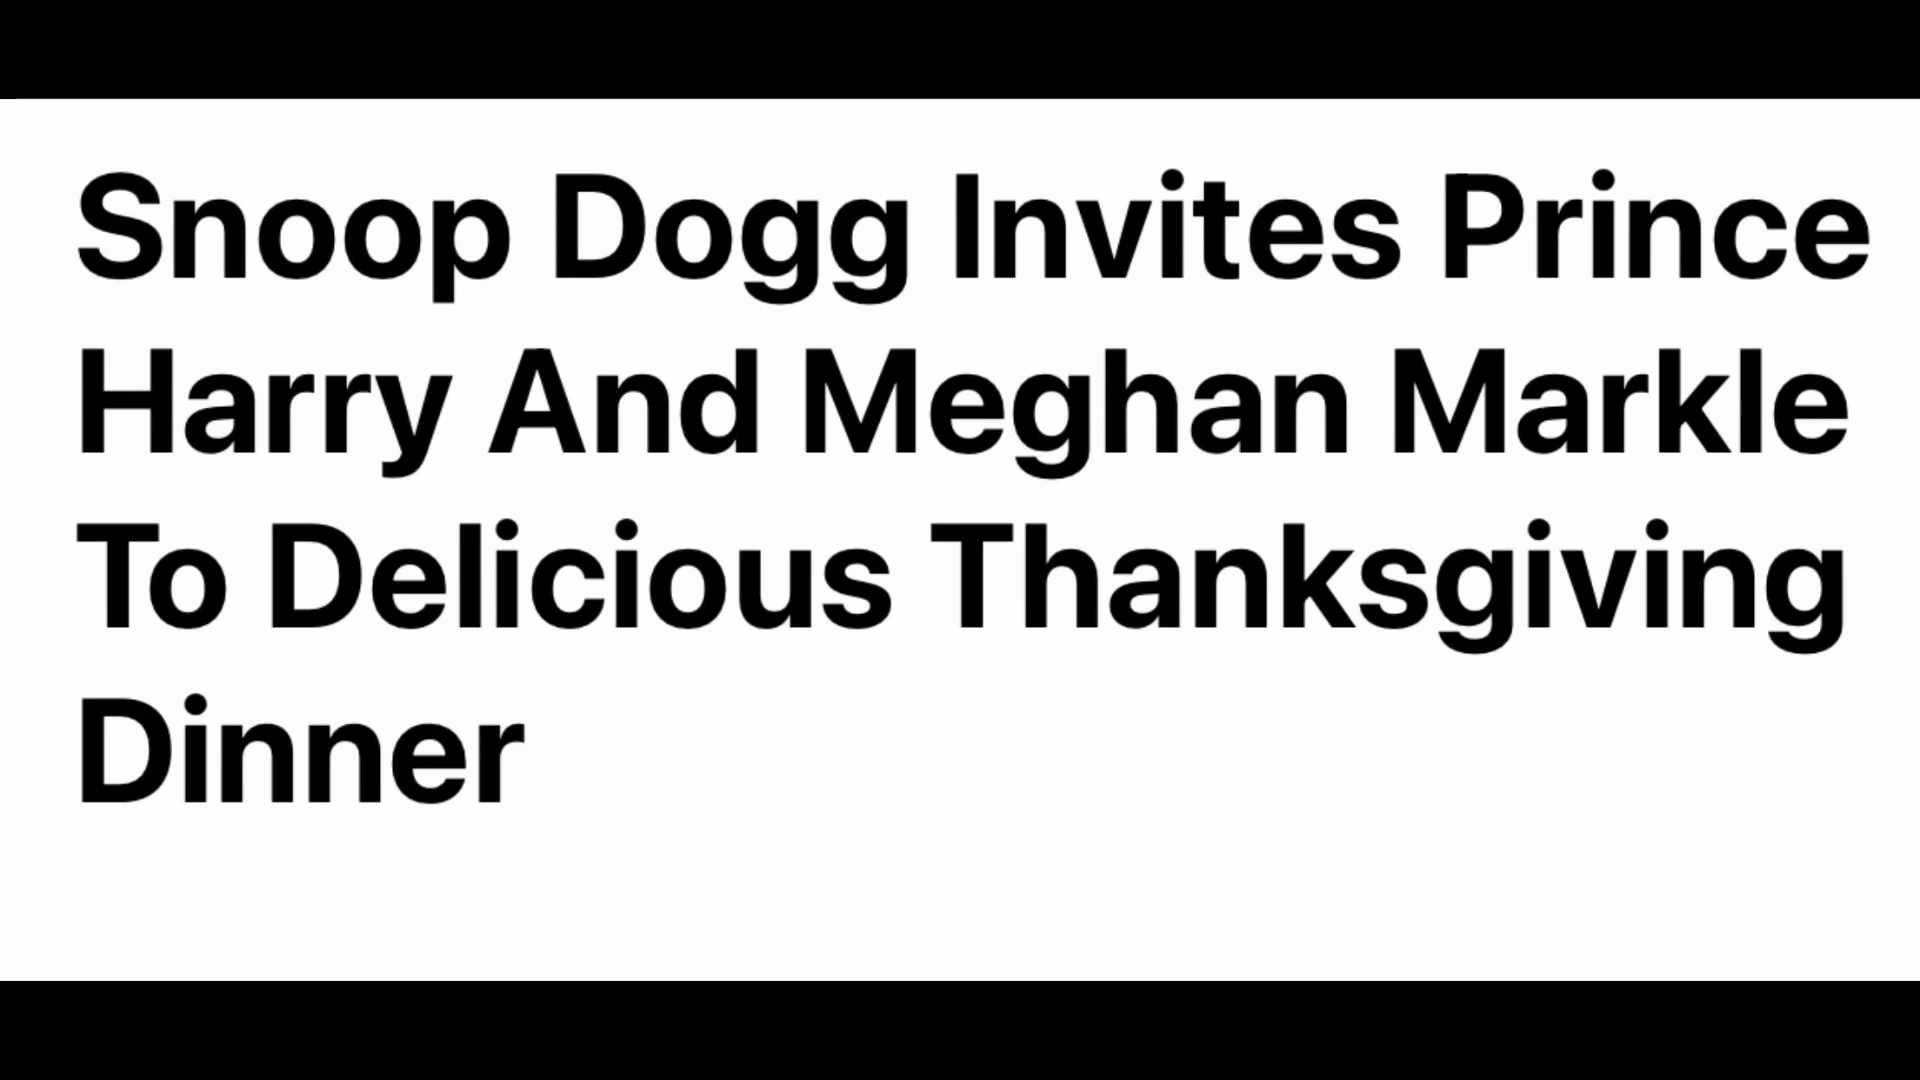 Snoop Dogg Invites Prince
Harry And Meghan Markle
To Delicious Thanksgiving
Dinner